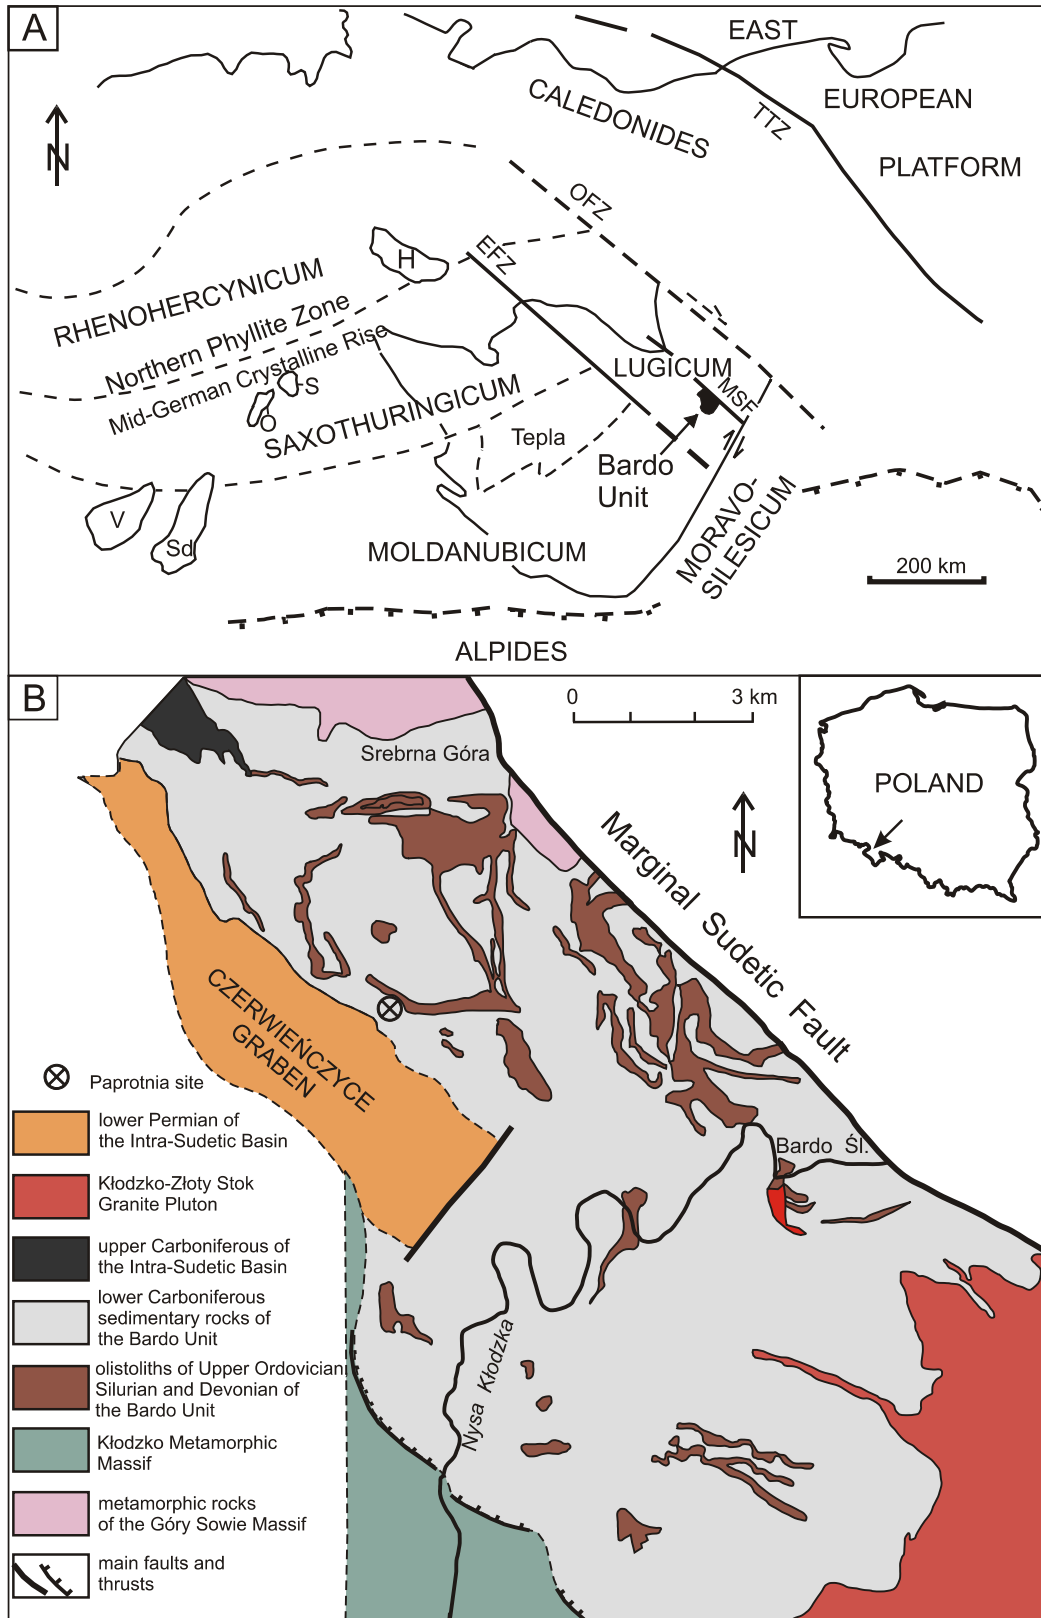 A
EAST
EUROPEAN
PLATFORM
CALEDONIDES
TTZ
N
OFZ
EFZ
H
RHENOHERCYNICUM
Northern Phyllite Zone
Mid-German Crystalline Rise
S
O
SAXOTHURINGICUM
LUGICUM
MSF
Tepla
Bardo
Unit
V
Sd
MOLDANUBICUM
MORAVO-
SILESICUM
200 km
ALPIDES
B
0 3 km
Srebrna Góra
POLAND
N
Marginal Sudetic Fault
CZERWIEŃCZYCE
GRABEN
Bardo Śl.
Nysa Kłodzka
Paprotnia site
lower Permian of
the Intra-Sudetic Basin
Kłodzko-Złoty Stok
Granite Pluton
upper Carboniferous of
the Intra-Sudetic Basin
lower Carboniferous
sedimentary rocks of
the Bardo Unit
olistoliths of Upper Ordovician
Silurian and Devonian of
the Bardo Unit
Kłodzko Metamorphic
Massif
metamorphic rocks
of the Góry Sowie Massif
main faults and
thrusts